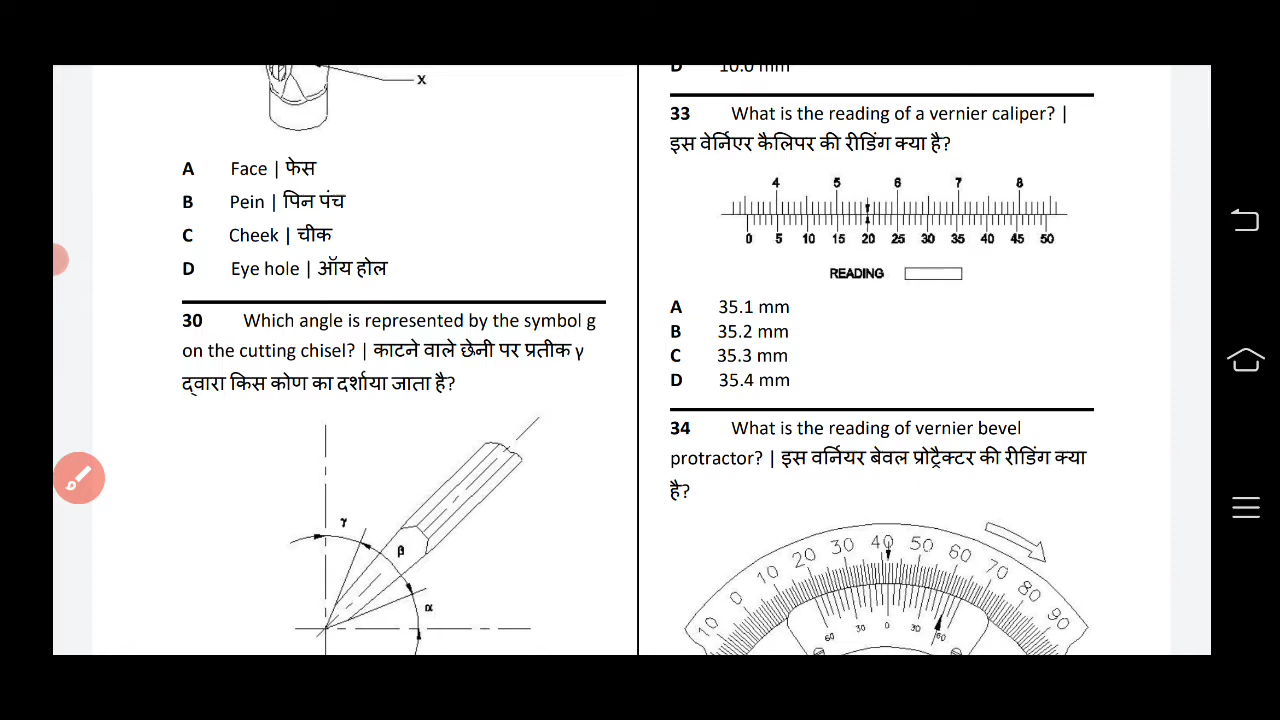 X
A Face | फेस
B Pein | पिन पंच
C Cheek | चीक
D Eye hole | ऑय होल
30 Which angle is represented by the symbol g
on the cutting chisel? | काटने वाले छेनी पर प्रतीक γ
द्वारा किस कोण का दर्शाया जाता है?
γ
β
α
D 10.0 mm
33 What is the reading of a vernier caliper? |
इस वेर्निएर कैलिपर की रीडिंग क्या है?
4 5 6 7 8
0 5 10 15 20 25 30 35 40 45 50
READING
A 35.1 mm
B 35.2 mm
C 35.3 mm
D 35.4 mm
34 What is the reading of vernier bevel
protractor? | इस वर्नियर बेवल प्रोट्रैक्टर की रीडिंग क्या
है?
10 0 10 20 30 40 50 60 70 80 90
60 30 0 30 60